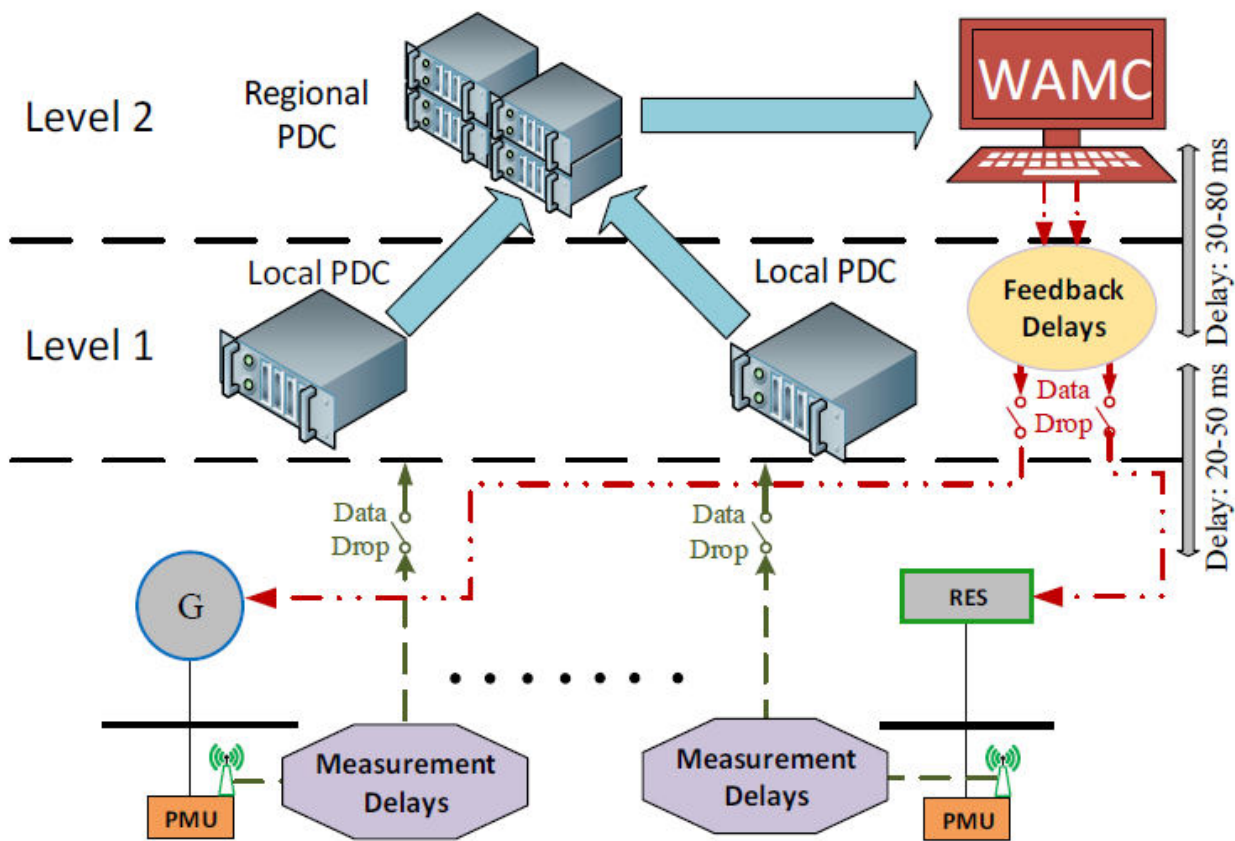 Level 2
Regional
PDC
WAMC
Delay: 30-80 ms
Local PDC
Local PDC
Level 1
Feedback
Delays
Data
Drop
Delay: 20-50 ms
Data
Drop
Data
Drop
G
RES
Measurement
Delays
Measurement
Delays
PMU
PMU